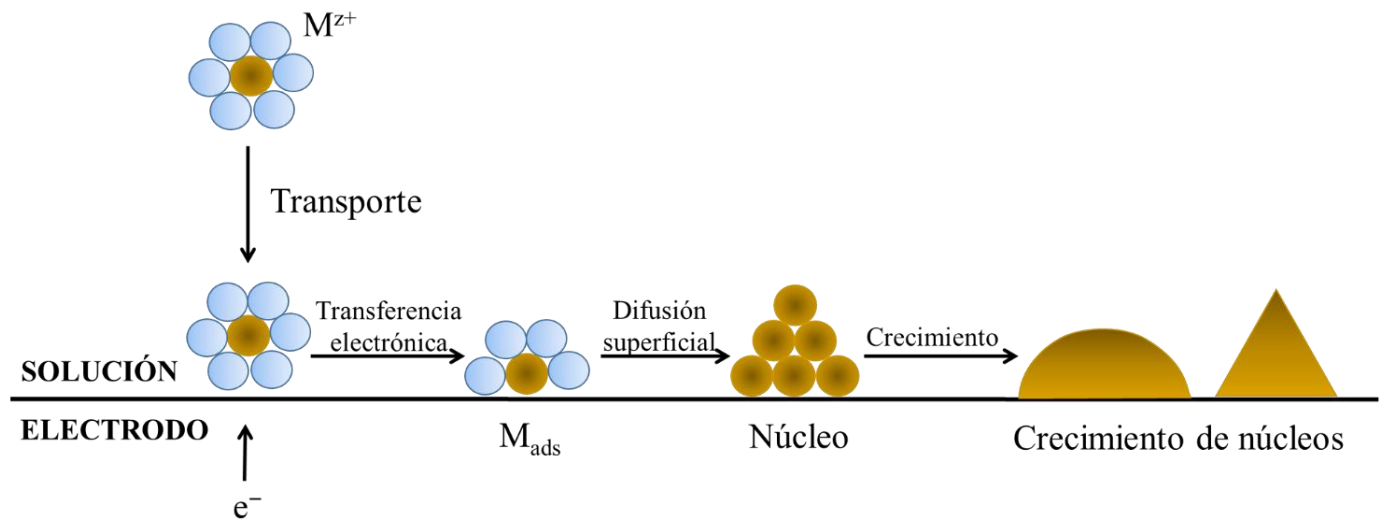 M^z+
Transporte
Transferencia
electrónica
Difusión
superficial
Crecimiento
SOLUCIÓN
ELECTRODO
M_ads
Núcleo
Crecimiento de núcleos
e⁻